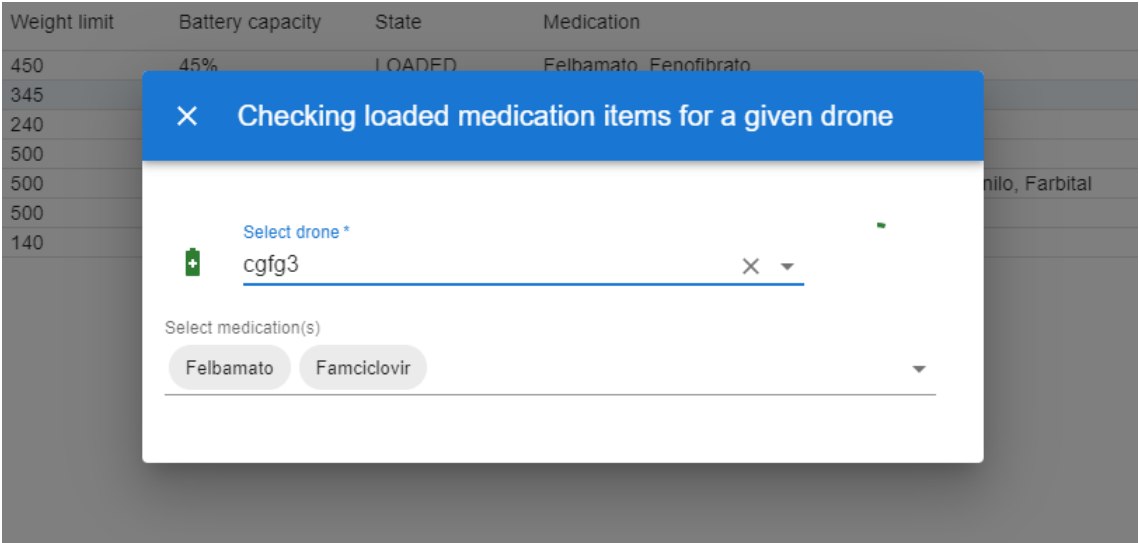 Weight limit Battery capacity State Medication
450 45% LOADED Felbamato, Fenofibrato
345
Checking loaded medication items for a given drone
240
500
500 nilo, Farbital
500
Select drone *
140
cgfg3
Select medication(s)
Felbamato Famciclovir